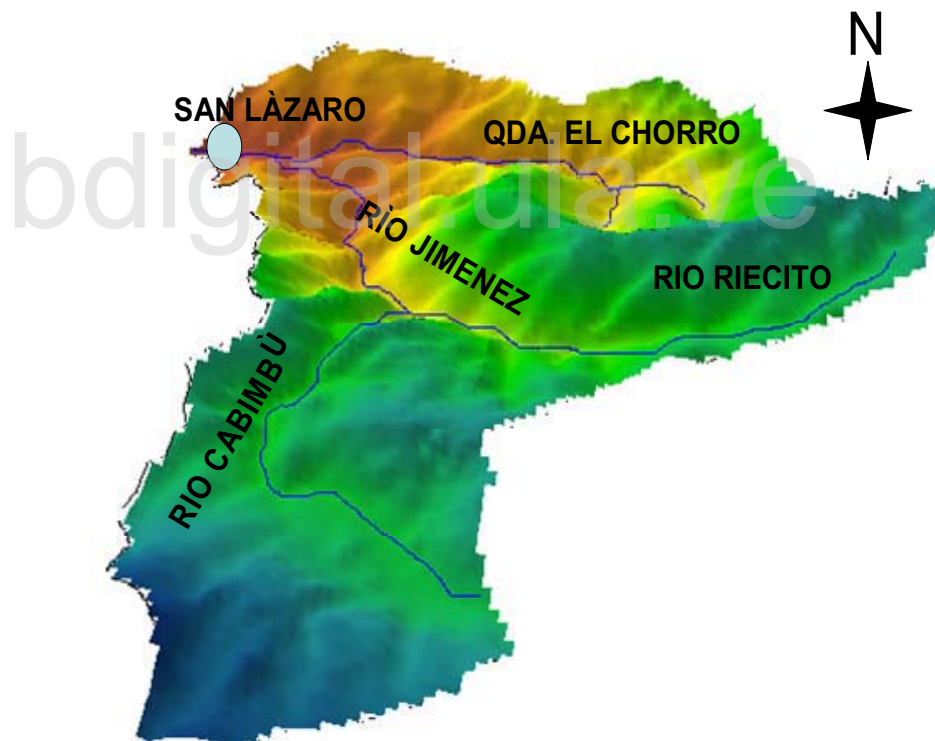 N
SAN LÀZARO
QDA. EL CHORRO
bdigital.ula.ve
RÌO JIMENEZ
RIO RIECITO
RIO CABIMBÙ